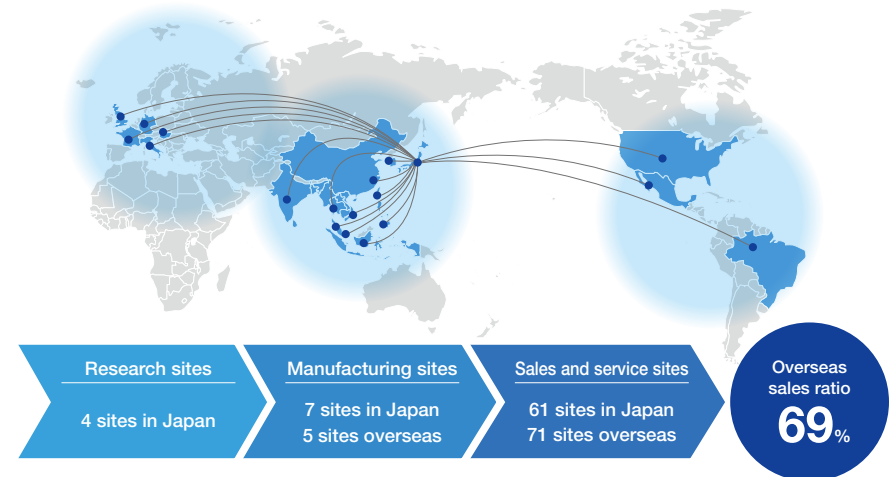 Research sites
4 sites in Japan
Manufacturing sites
7 sites in Japan
5 sites overseas
Sales and service sites
61 sites in Japan
71 sites overseas
Overseas
sales ratio
69%